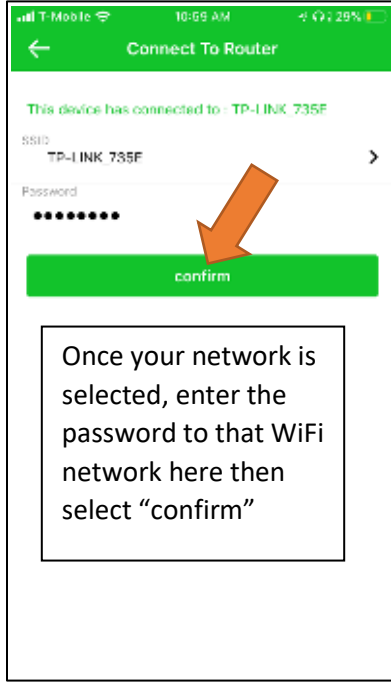 T-Mobile 10:59 AM 29%
Connect To Router
This device has connected to : TP-LINK_735E
SSID
TP-LINK_735E
Password
confirm
Once your network is
selected, enter the
password to that WiFi
network here then
select “confirm”